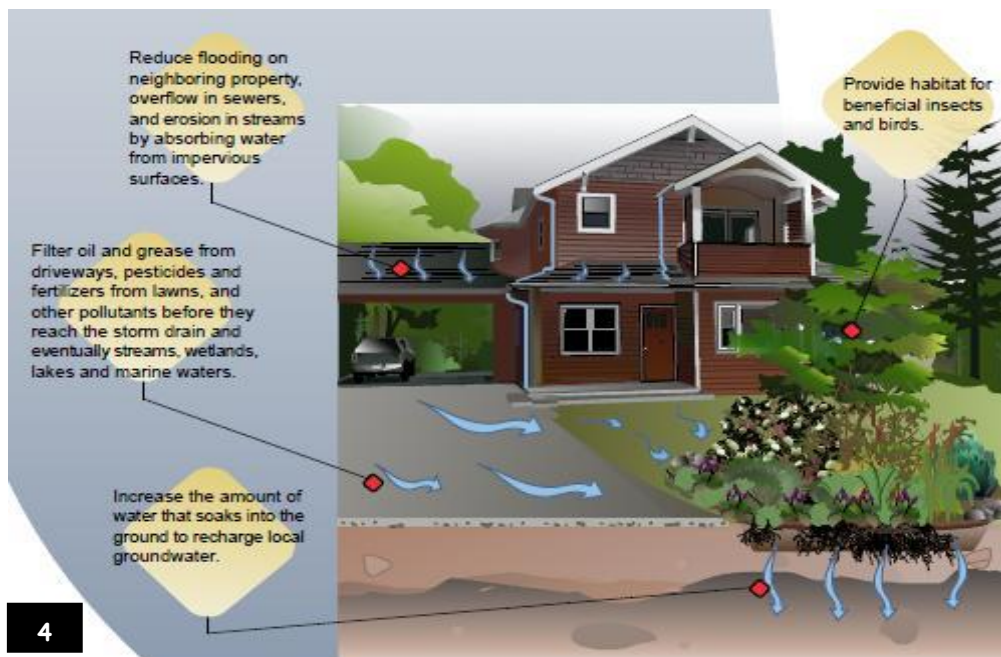 Reduce flooding on
neighboring property,
overflow in sewers,
and erosion in streams
by absorbing water
from impervious
surfaces.
Provide habitat for
beneficial insects
and birds.
Filter oil and grease from
driveways, pesticides and
fertilizers from lawns, and
other pollutants before they
reach the storm drain and
eventually streams, wetlands,
lakes and marine waters.
Increase the amount of
water that soaks into the
ground to recharge local
groundwater.
4